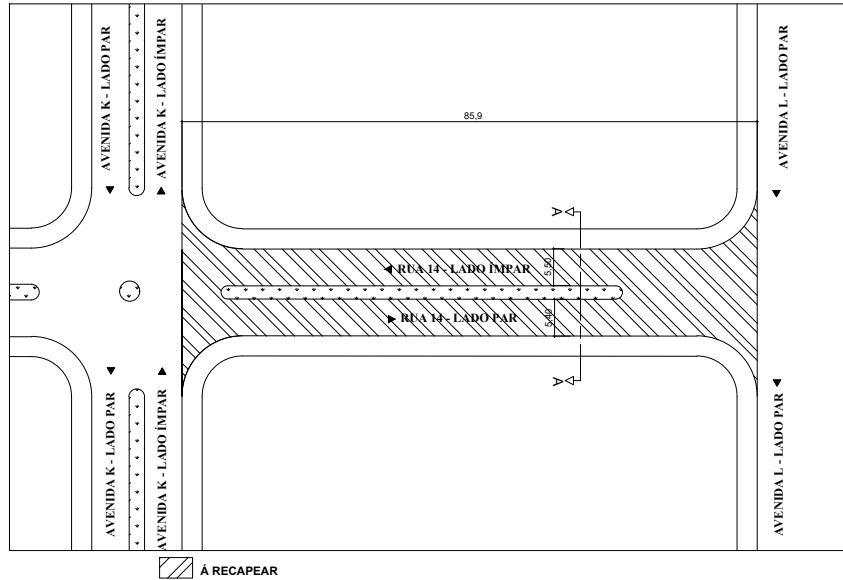 AVENIDA K - LADO PAR
AVENIDA K - LADO ÍMPAR
AVENIDA L - LADO PAR
85,9
A
RUA 14 - LADO ÍMPAR
5,50
RUA 14 - LADO PAR
5,40
A
AVENIDA K - LADO PAR
AVENIDA K - LADO ÍMPAR
AVENIDA L - LADO PAR
Á RECAPEAR